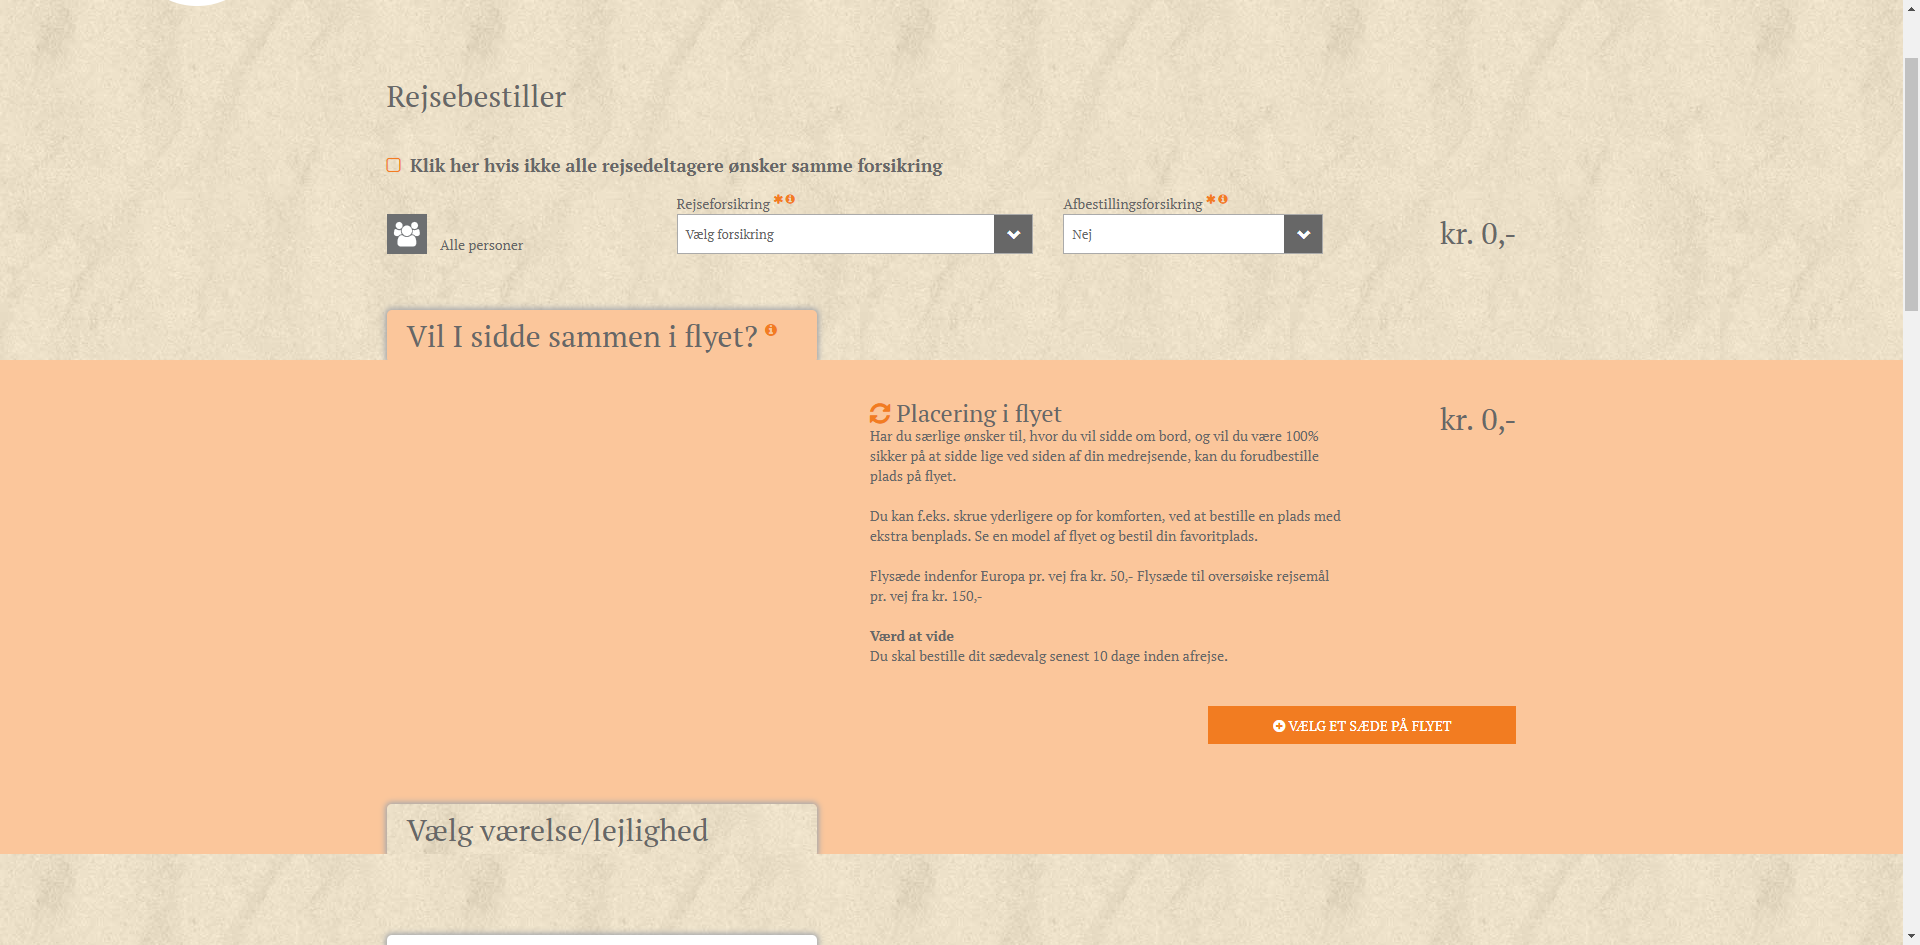 Rejsebestiller
Klik her hvis ikke alle rejsedeltagere ønsker samme forsikring
Alle personer
Rejseforsikring *
Vælg forsikring
Afbestillingsforsikring *
Nej
kr. 0,-
Vil I sidde sammen i flyet?
Placering i flyet
kr. 0,-
Har du særlige ønsker til, hvor du vil sidde om bord, og vil du være 100%
sikker på at sidde lige ved siden af din medrejsende, kan du forudbestille
plads på flyet.
Du kan f.eks. skrue yderligere op for komforten, ved at bestille en plads med
ekstra benplads. Se en model af flyet og bestil din favoritplads.
Flysæde indenfor Europa pr. vej fra kr. 50,- Flysæde til oversøiske rejsemål
pr. vej fra kr. 150,-
Værd at vide
Du skal bestille dit sædevalg senest 10 dage inden afrejse.
VÆLG ET SÆDE PÅ FLYET
Vælg værelse/lejlighed